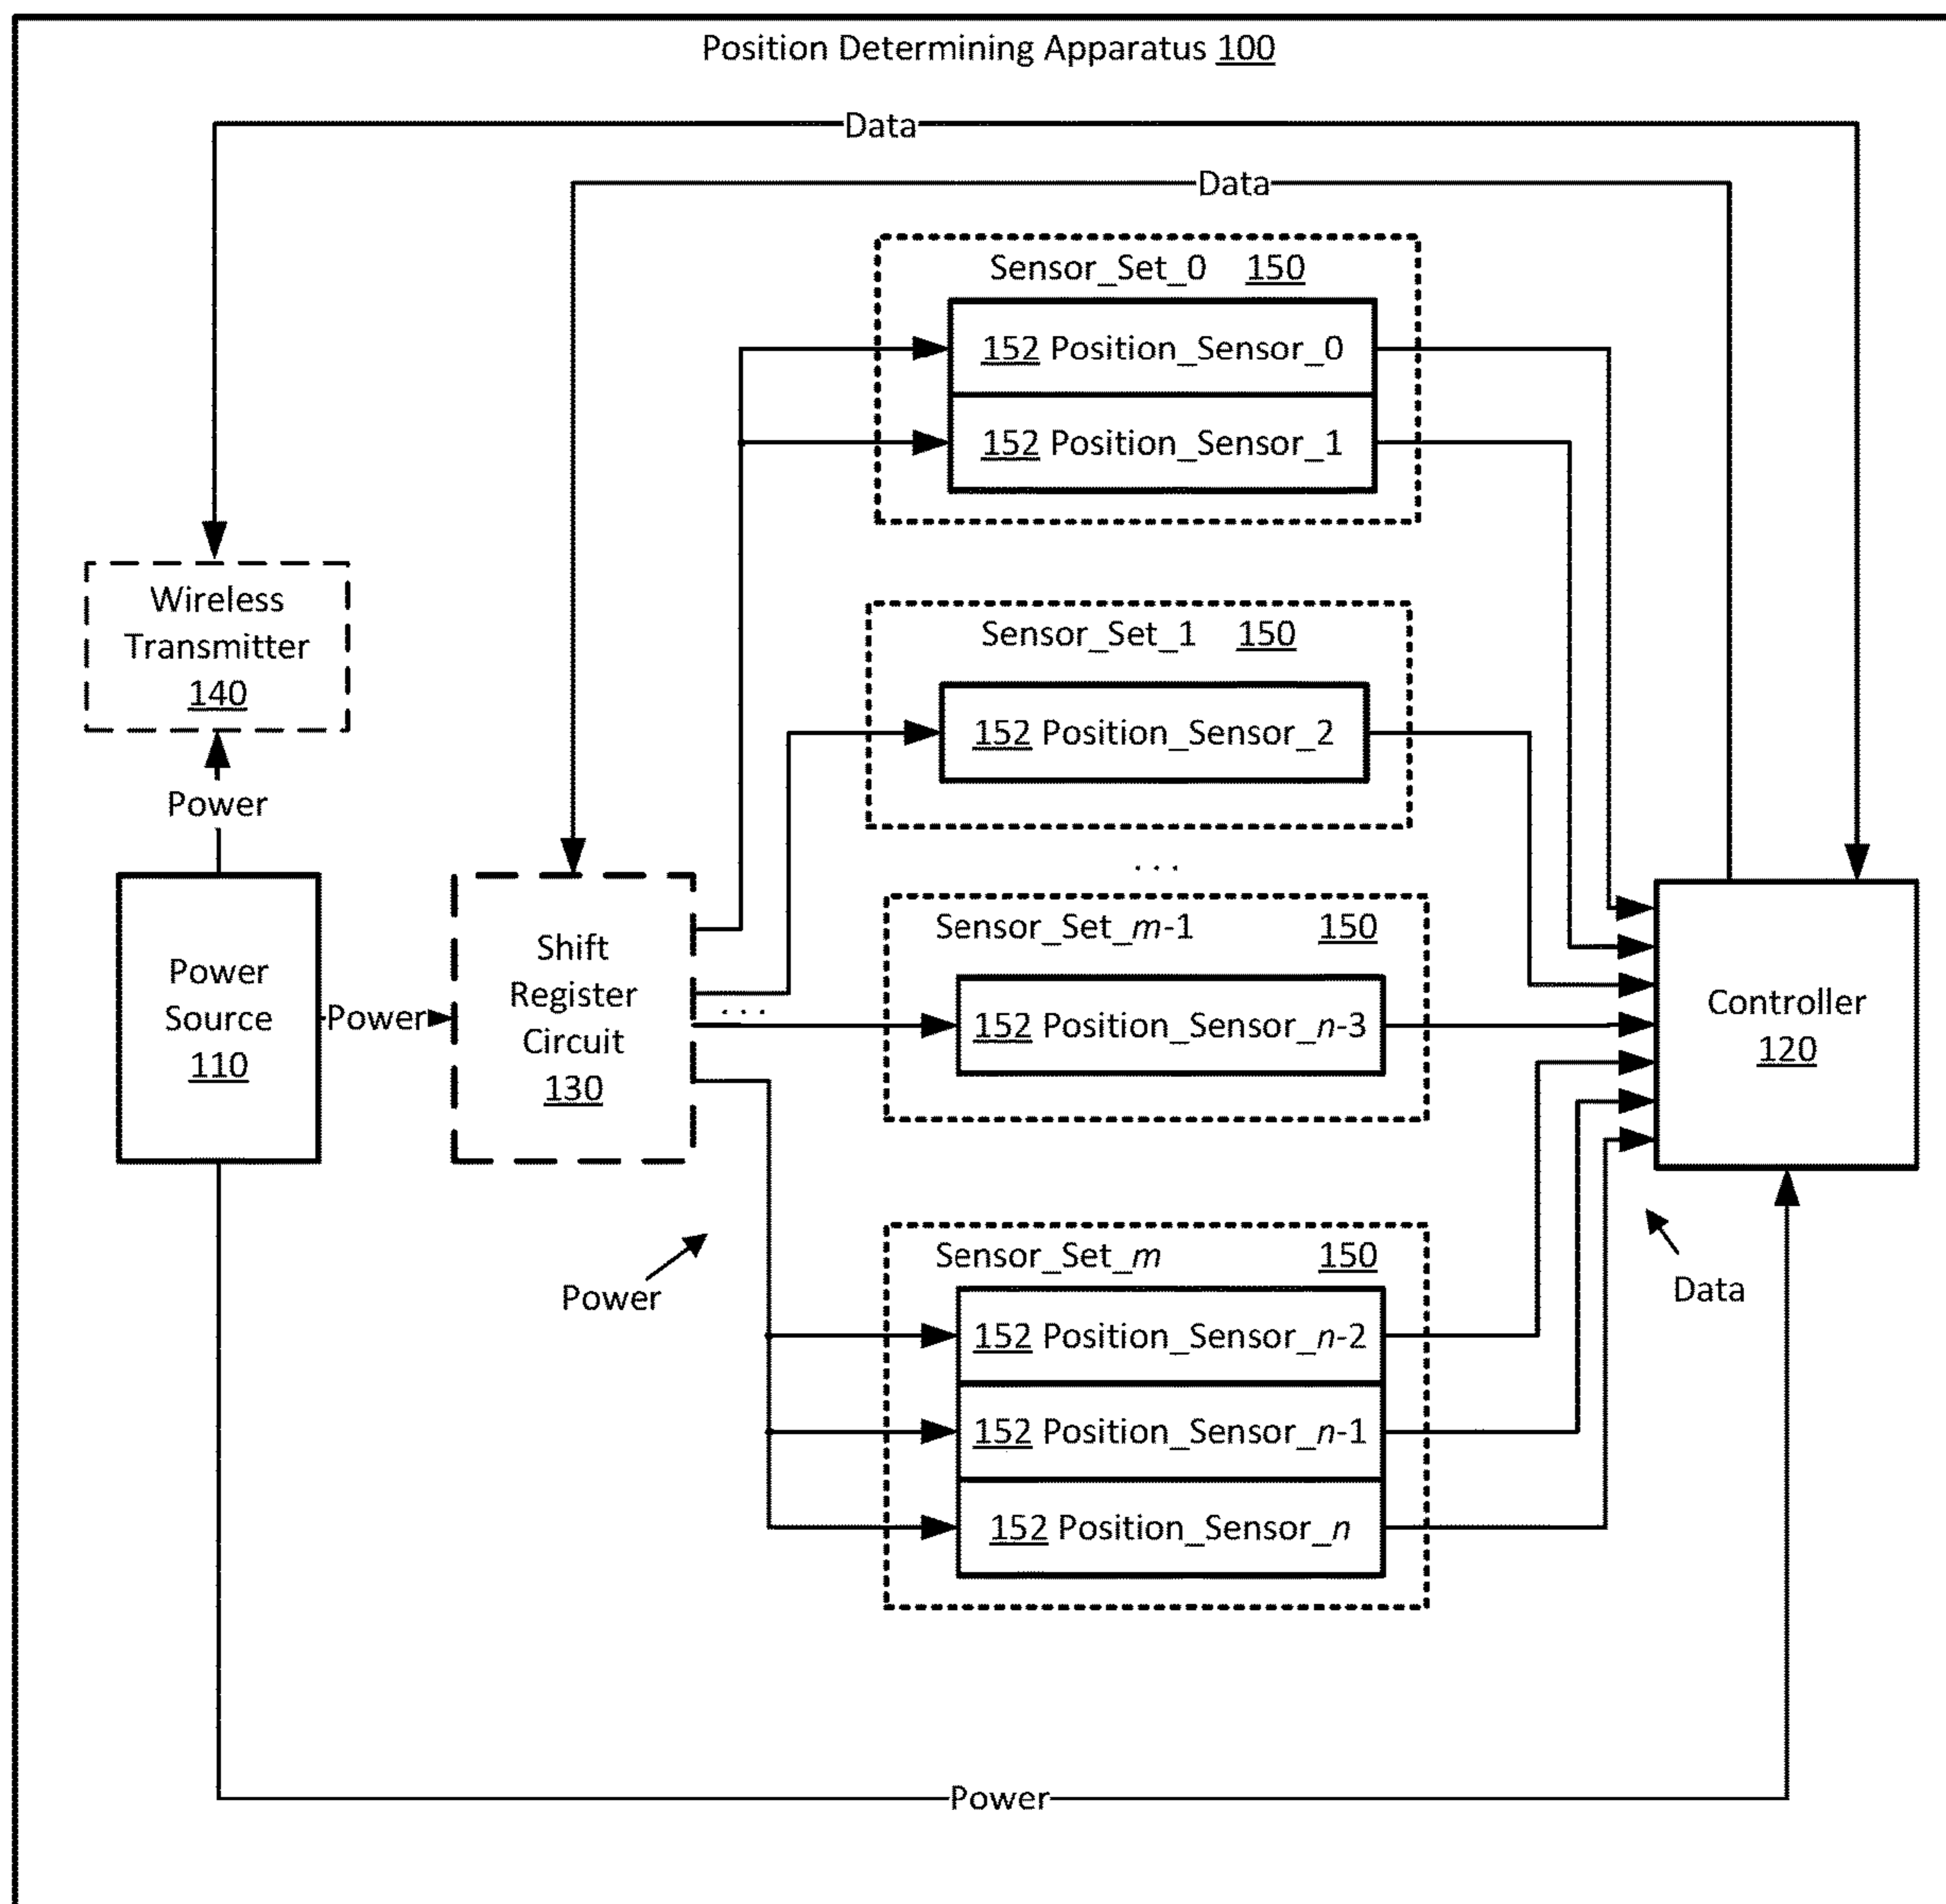 Position Determining Apparatus 100
Data
Data
Sensor_Set_0 150
152 Position_Sensor_0
152 Position_Sensor_1
Wireless
Transmitter
140
Power
Sensor_Set_1 150
152 Position_Sensor_2
. . .
Power
Source
110
Power
Shift
Register
Circuit
130
. . .
Sensor_Set_m-1 150
152 Position_Sensor_n-3
Controller
120
Power
Data
Sensor_Set_m 150
152 Position_Sensor_n-2
152 Position_Sensor_n-1
152 Position_Sensor_n
Power